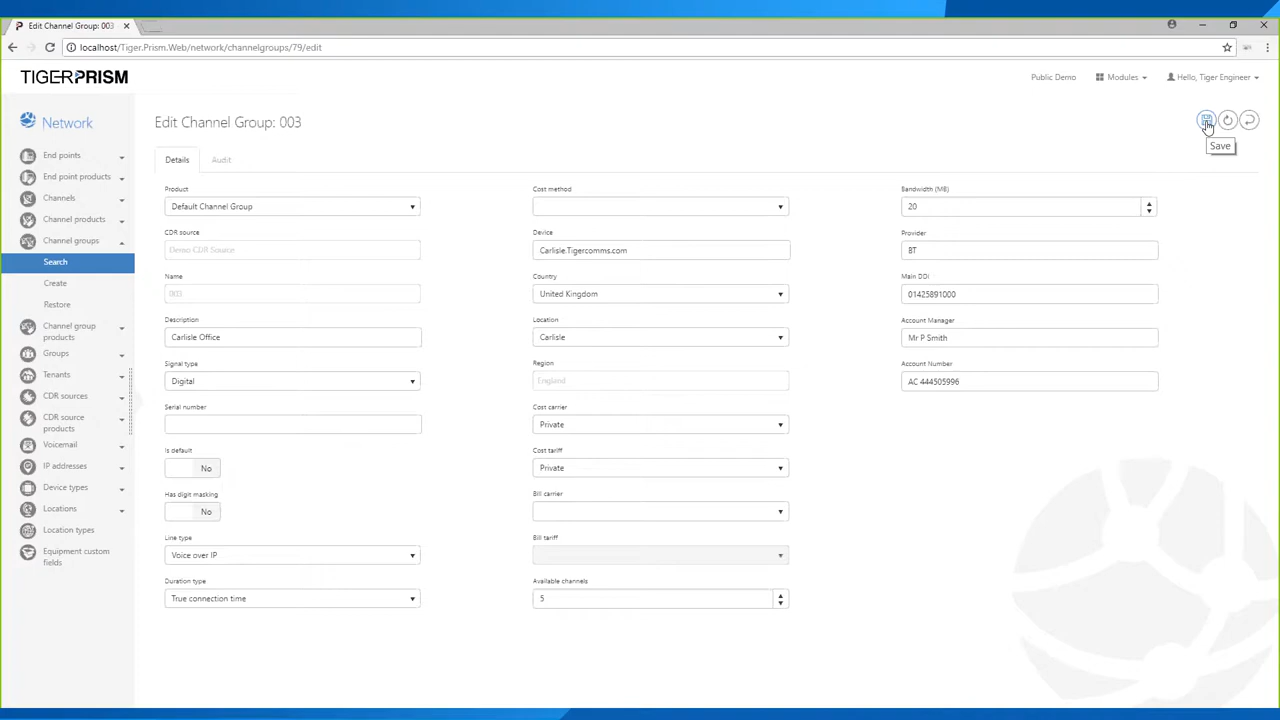 Edit Channel Group: 003
localhost/Tiger.Prism.Web/network/channelgroups/79/edit
TIGERPRISM
Public Demo
Modules
Hello, Tiger Engineer
Network
End points
End point products
Channels
Channel products
Channel groups
Search
Create
Restore
Channel group
products
Groups
Tenants
CDR sources
CDR source
products
Voicemail
IP addresses
Device types
Locations
Location types
Equipment custom
fields
Edit Channel Group: 003
Save
Details
Audit
Product
Default Channel Group
CDR source
Demo CDR Source
Name
003
Description
Carlisle Office
Signal type
Digital
Serial number
Is default
No
Has digit masking
No
Line type
Voice over IP
Duration type
True connection time
Cost method
Device
Carlisle.Tigercomms.com
Country
United Kingdom
Location
Carlisle
Region
England
Cost carrier
Private
Cost tariff
Private
Bill carrier
Bill tariff
Available channels
5
Bandwidth (MB)
20
Provider
BT
Main DDI
01425891000
Account Manager
Mr P Smith
Account Number
AC 444505996